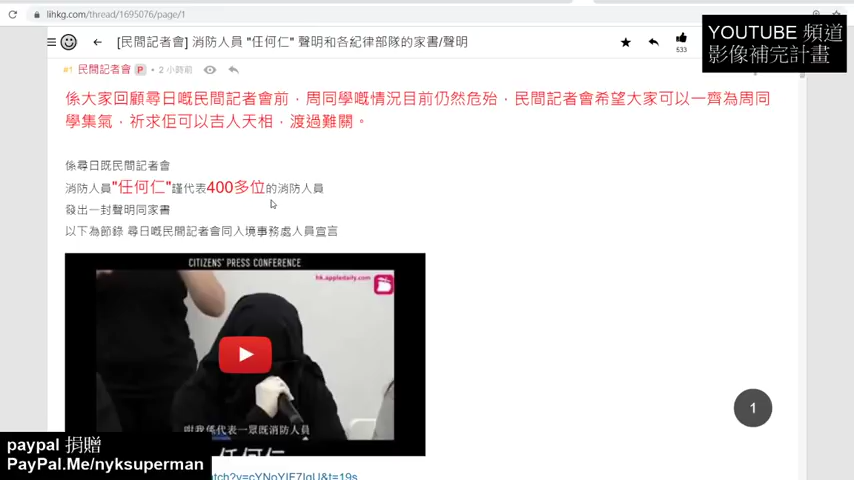 lihkg.com/thread/1695076/page/1
[民間記者會] 消防人員 "任何仁" 聲明和各紀律部隊的家書/聲明
533
YOUTUBE 頻道
影像補完計畫
#1 民間記者會 P • 2 小時前
係大家回顧尋日嘅民間記者會前，周同學嘅情況目前仍然危殆，民間記者會希望大家可以一齊為周同
學集氣，祈求佢可以吉人天相，渡過難關。
係尋日既民間記者會
消防人員"任何仁"謹代表400多位的消防人員
發出一封聲明同家書
以下為節錄 尋日嘅民間記者會同入境事務處人員宣言
CITIZENS' PRESS CONFERENCE
hk.appledaily.com
咁我係代表一眾既消防人員
任何仁
1
paypal 捐贈
PayPal.Me/nyksuperman